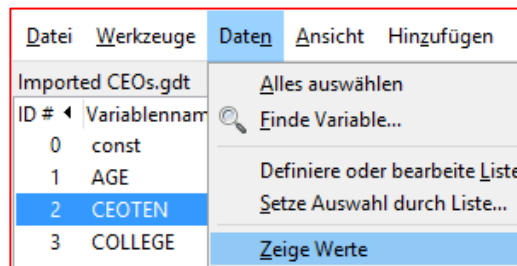 Datei Werkzeuge Daten Ansicht Hinzufügen
Imported CEOs.gdt
ID # Variablennam
0 const
1 AGE
2 CEOTEN
3 COLLEGE
Alles auswählen
Finde Variable...
Definiere oder bearbeite Liste
Setze Auswahl durch Liste...
Zeige Werte